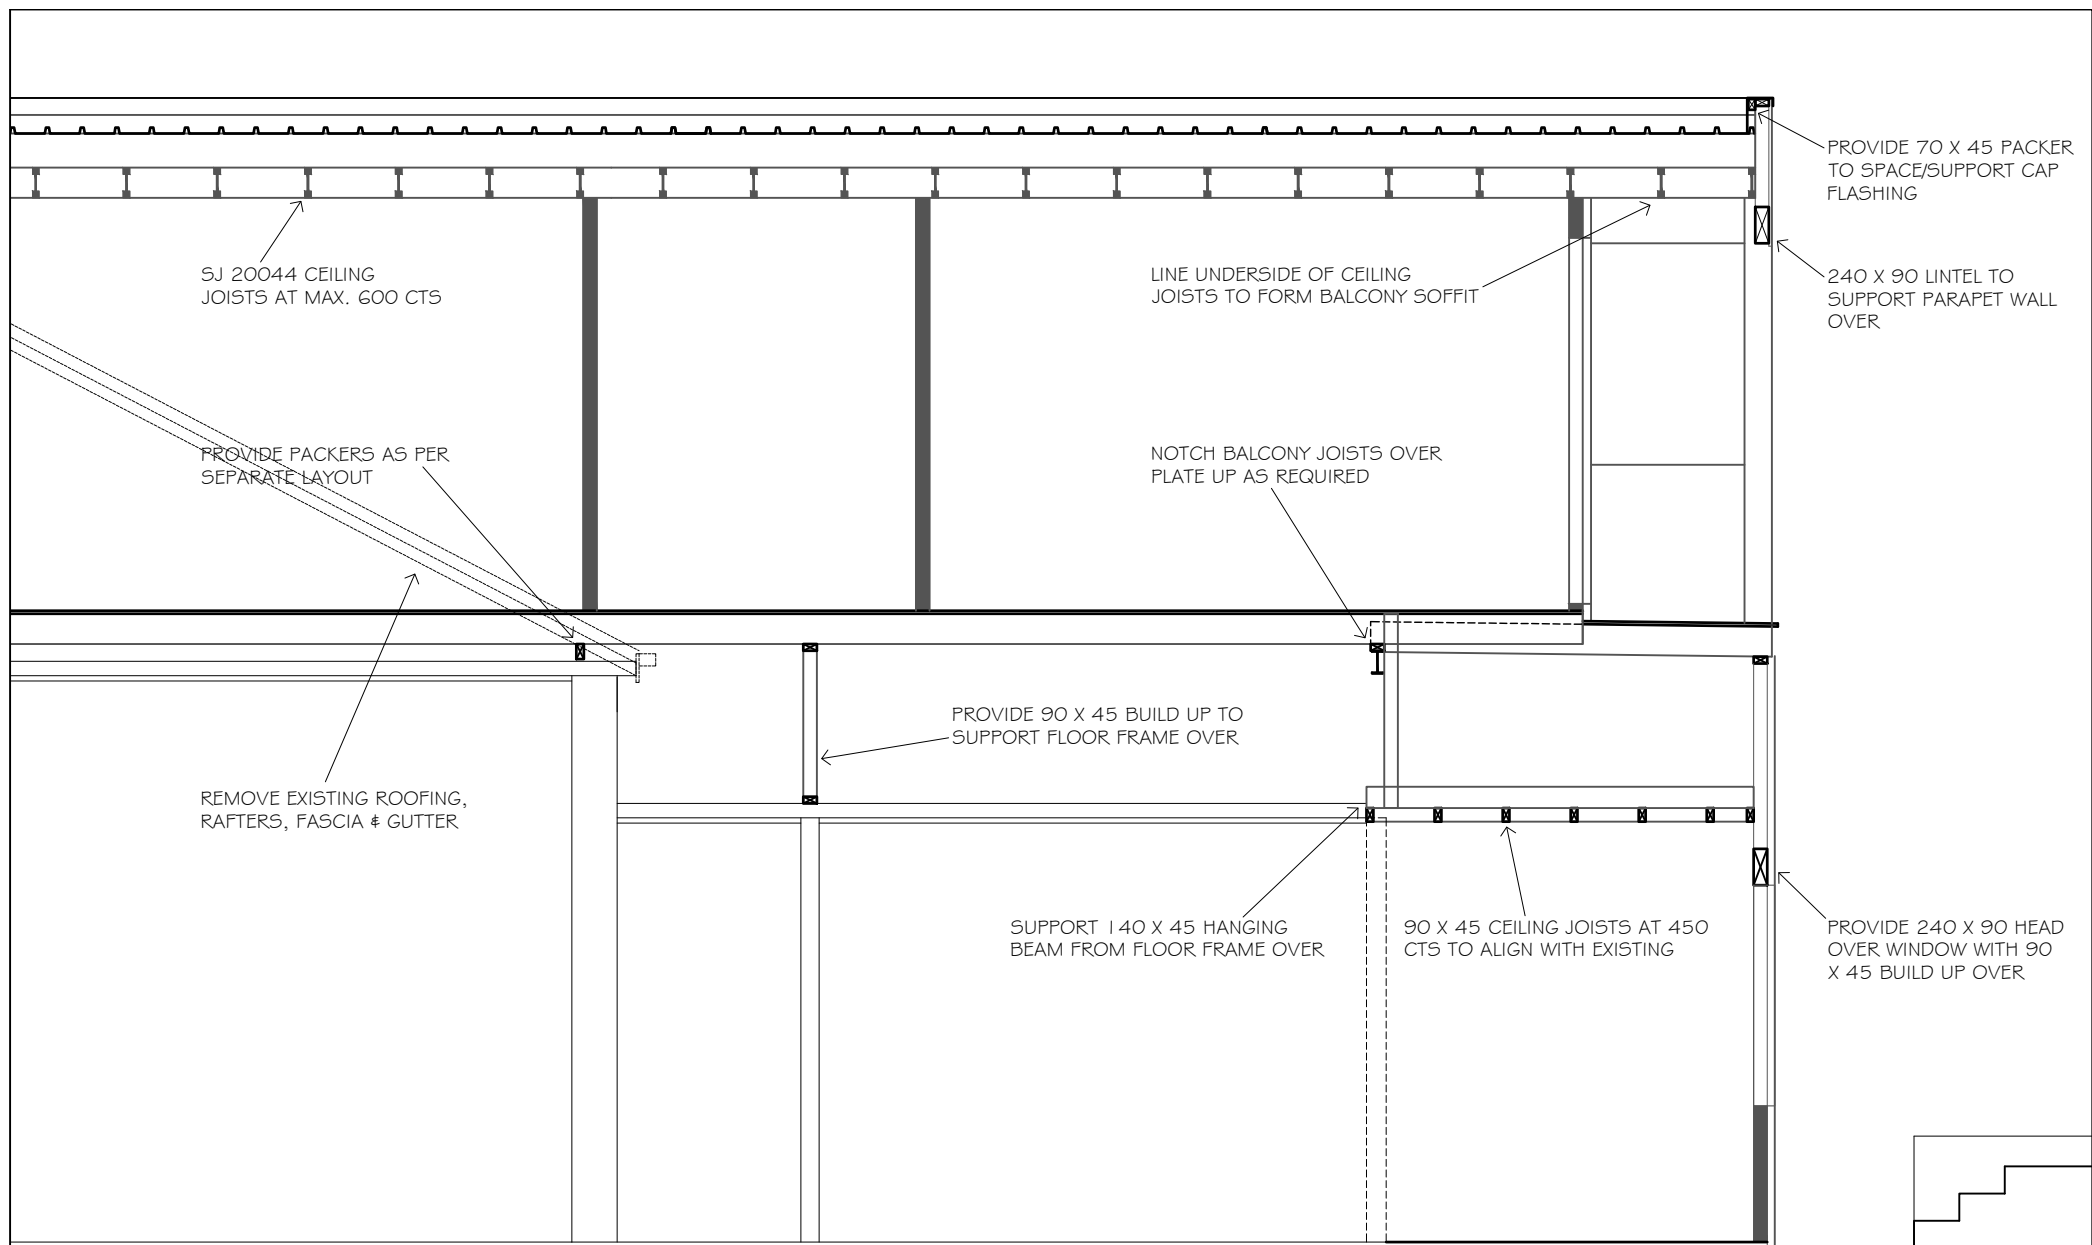 PROVIDE 70 X 45 PACKER
TO SPACE/SUPPORT CAP
FLASHING
SJ 20044 CEILING
JOISTS AT MAX. 600 CTS
LINE UNDERSIDE OF CEILING
JOISTS TO FORM BALCONY SOFFIT
240 X 90 LINTEL TO
SUPPORT PARAPET WALL
OVER
PROVIDE PACKERS AS PER
SEPARATE LAYOUT
NOTCH BALCONY JOISTS OVER
PLATE UP AS REQUIRED
PROVIDE 90 X 45 BUILD UP TO
SUPPORT FLOOR FRAME OVER
REMOVE EXISTING ROOFING,
RAFTERS, FASCIA & GUTTER
SUPPORT 140 X 45 HANGING
BEAM FROM FLOOR FRAME OVER
90 X 45 CEILING JOISTS AT 450
CTS TO ALIGN WITH EXISTING
PROVIDE 240 X 90 HEAD
OVER WINDOW WITH 90
X 45 BUILD UP OVER